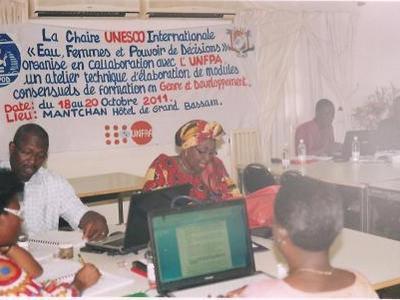 La Chaire UNESCO Internationale
« Eau, Femmes et Pouvoir de Décisions »
organise en collaboration avec L'UNFPA
,un atelier technique d'élaboration de modules
consensuels de formation en Genre et Développement.
Date: du 18 au 20 Octobre 2011.
Lieu: MANTCHAN Hôtel de Grand Bassam.
UNFPA